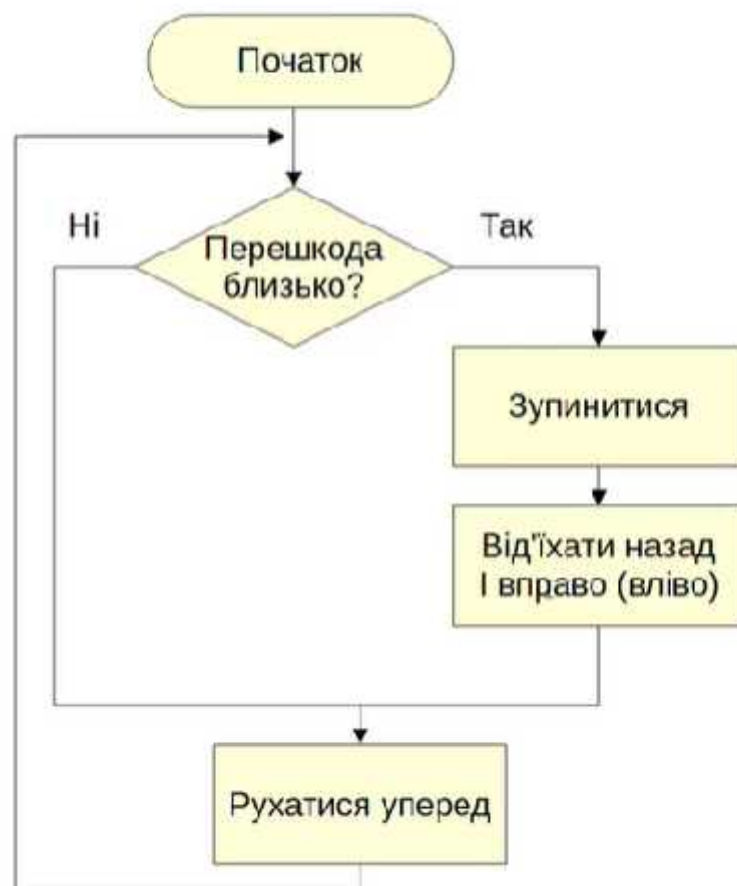 Початок
Ні
Так
Перешкода
близько?
Зупинитися
Від'їхати назад
І вправо (вліво)
Рухатися уперед